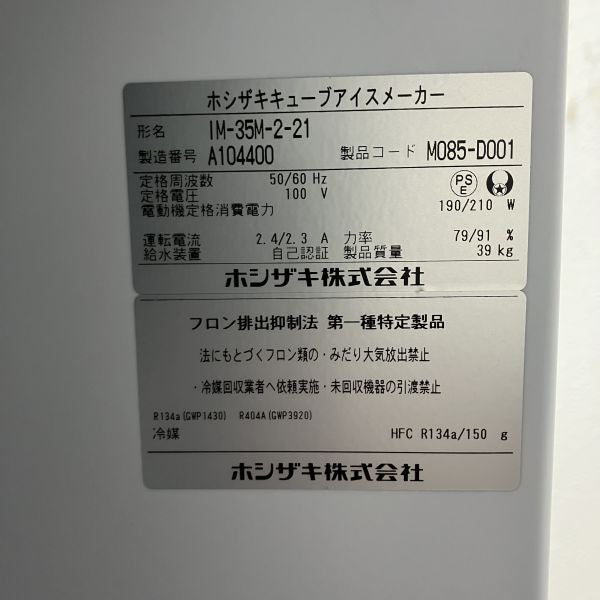 ホシザキキューブアイスメーカー
形名 IM-35M-2-21
製造番号 A104400 製品コード M085-D001
定格周波数 50/60 Hz
定格電圧 100 V
PS E
電動機定格消費電力 190/210 W
運転電流 2.4/2.3 A 力率 79/91 %
給水装置 自己認証 製品質量 39 kg
ホシザキ株式会社
フロン排出抑制法 第一種特定製品
法にもとづくフロン類の・みだり大気放出禁止
・冷媒回収業者へ依頼実施・未回収機器の引渡禁止
R134a(GWP1430) R404A(GWP3920)
冷媒 HFC R134a/150 g
ホシザキ株式会社